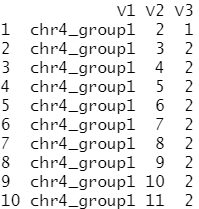 V1 V2 V3
1 chr4_group1 2 1
2 chr4_group1 3 2
3 chr4_group1 4 2
4 chr4_group1 5 2
5 chr4_group1 6 2
6 chr4_group1 7 2
7 chr4_group1 8 2
8 chr4_group1 9 2
9 chr4_group1 10 2
10 chr4_group1 11 2